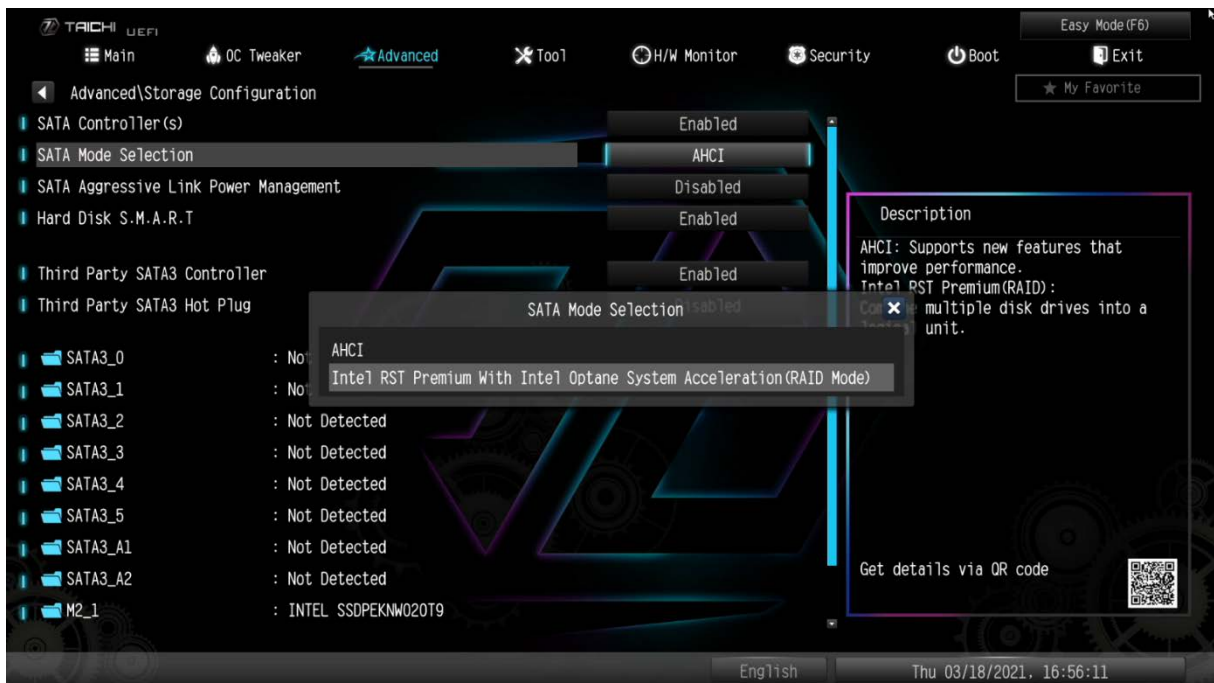 TAICHI UEFI
Easy Mode(F6)
Main OC Tweaker Advanced Tool H/W Monitor Security Boot Exit
Advanced\Storage Configuration
My Favorite
SATA Controller(s) Enabled
SATA Mode Selection AHCI
SATA Aggressive Link Power Management Disabled
Hard Disk S.M.A.R.T Enabled
Third Party SATA3 Controller Enabled
Third Party SATA3 Hot Plug
SATA Mode Selection
AHCI
Intel RST Premium With Intel Optane System Acceleration(RAID Mode)
SATA3_0 : Not
SATA3_1 : Not
SATA3_2 : Not Detected
SATA3_3 : Not Detected
SATA3_4 : Not Detected
SATA3_5 : Not Detected
SATA3_A1 : Not Detected
SATA3_A2 : Not Detected
M2_1 : INTEL SSDPEKNW020T9
Description
AHCI: Supports new features that
improve performance.
Intel RST Premium(RAID):
multiple disk drives into a
unit.
Get details via QR code
English
Thu 03/18/2021, 16:56:11